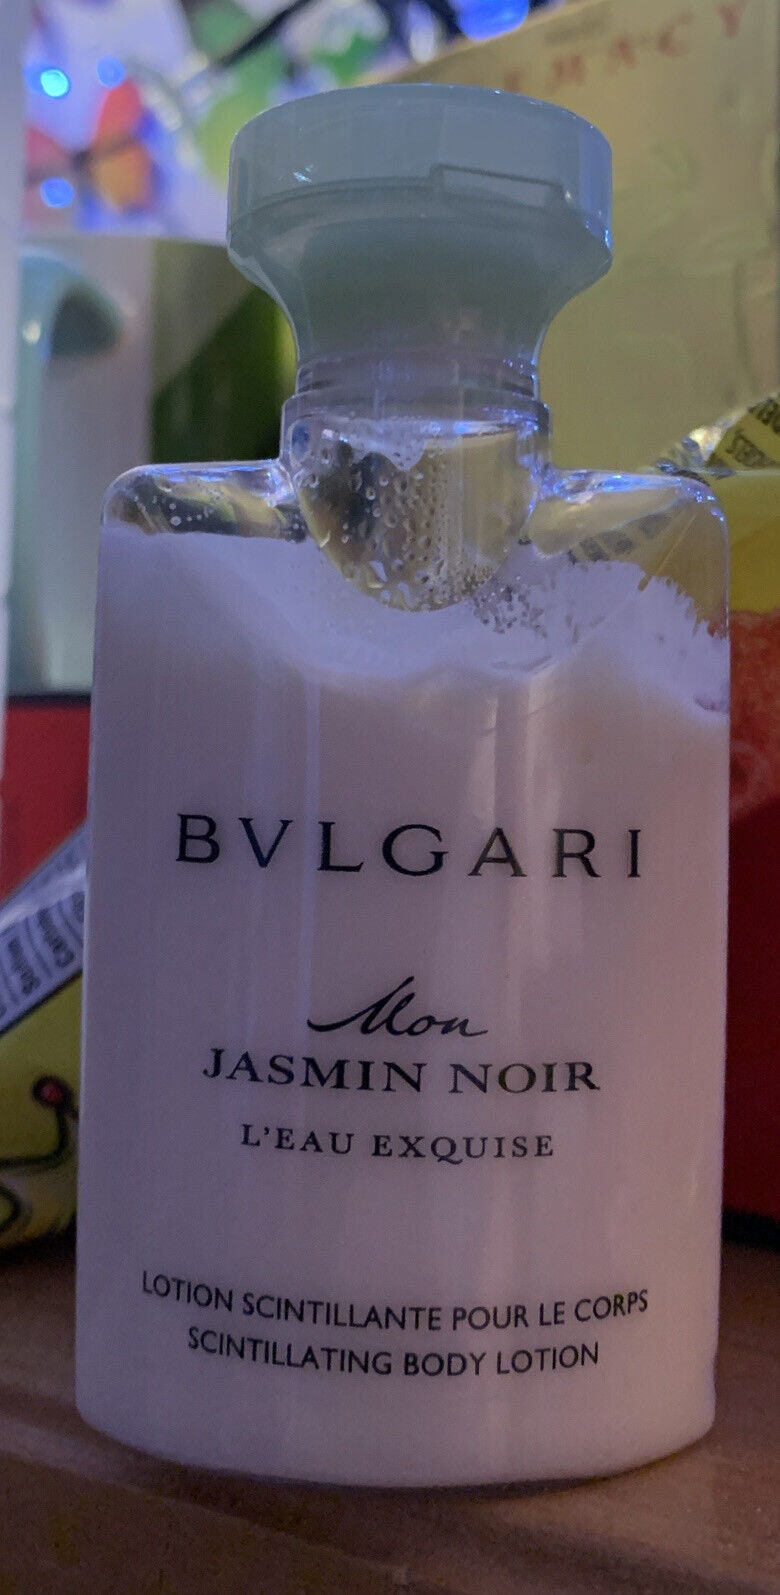 BVLGARI
Mon
JASMIN NOIR
L'EAU EXQUISE
LOTION SCINTILLANTE POUR LE CORPS
SCINTILLATING BODY LOTION